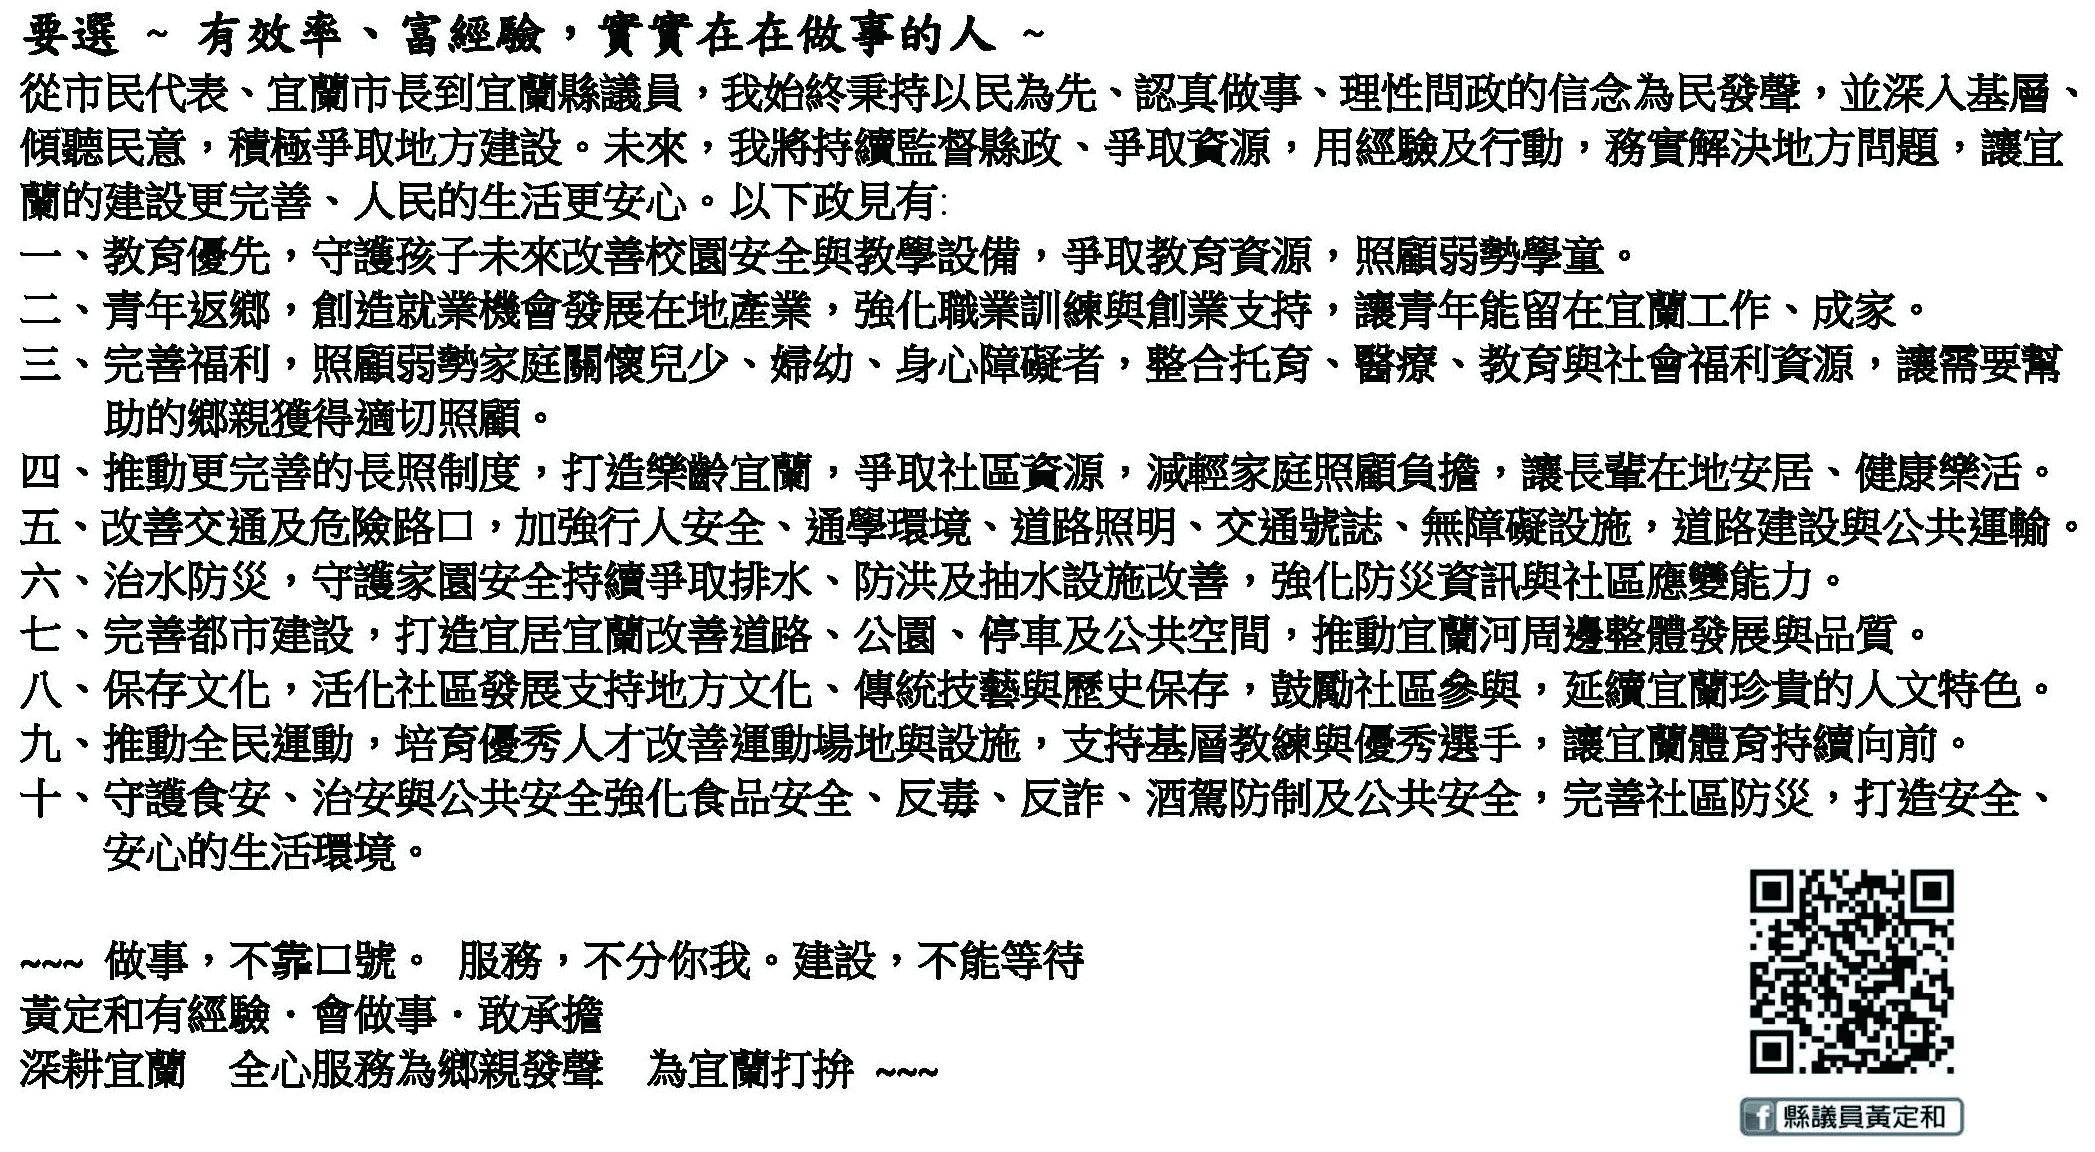 要選 ~ 有效率、富經驗，實實在在做事的人 ~
從市民代表、宜蘭市長到宜蘭縣議員，我始終秉持以民為先、認真做事、理性問政的信念為民發聲，並深入基層、
傾聽民意，積極爭取地方建設。未來，我將持續監督縣政、爭取資源，用經驗及行動，務實解決地方問題，讓宜
蘭的建設更完善、人民的生活更安心。以下政見有:
一、教育優先，守護孩子未來改善校園安全與教學設備，爭取教育資源，照顧弱勢學童。
二、青年返鄉，創造就業機會發展在地產業，強化職業訓練與創業支持，讓青年能留在宜蘭工作、成家。
三、完善福利，照顧弱勢家庭關懷兒少、婦幼、身心障礙者，整合托育、醫療、教育與社會福利資源，讓需要幫
助的鄉親獲得適切照顧。
四、推動更完善的長照制度，打造樂齡宜蘭，爭取社區資源，減輕家庭照顧負擔，讓長輩在地安居、健康樂活。
五、改善交通及危險路口，加強行人安全、通學環境、道路照明、交通號誌、無障礙設施，道路建設與公共運輸。
六、治水防災，守護家園安全持續爭取排水、防洪及抽水設施改善，強化防災資訊與社區應變能力。
七、完善都市建設，打造宜居宜蘭改善道路、公園、停車及公共空間，推動宜蘭河周邊整體發展與品質。
八、保存文化，活化社區發展支持地方文化、傳統技藝與歷史保存，鼓勵社區參與，延續宜蘭珍貴的人文特色。
九、推動全民運動，培育優秀人才改善運動場地與設施，支持基層教練與優秀選手，讓宜蘭體育持續向前。
十、守護食安、治安與公共安全強化食品安全、反毒、反詐、酒駕防制及公共安全，完善社區防災，打造安全、
安心的生活環境。
~~~ 做事，不靠口號。 服務，不分你我。建設，不能等待
黃定和有經驗．會做事．敢承擔
深耕宜蘭　全心服務為鄉親發聲　為宜蘭打拚 ~~~
f 縣議員黃定和